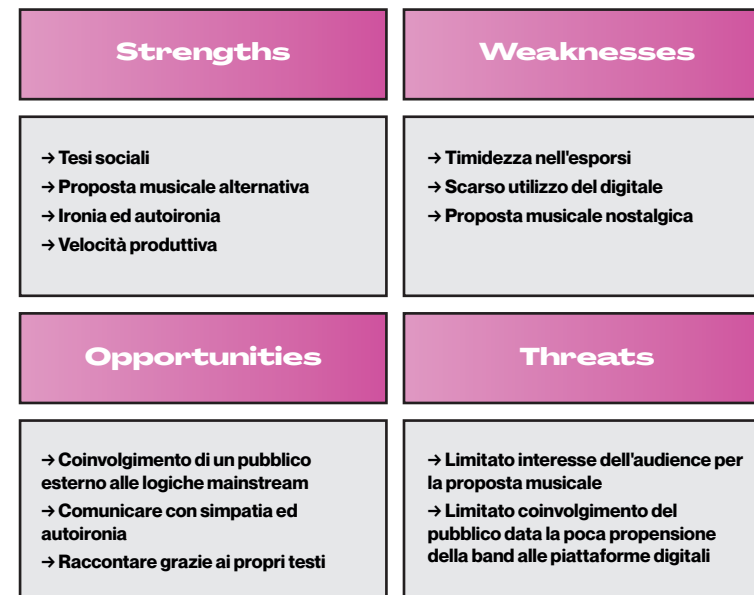 Strengths
Weaknesses
→ Tesi sociali
→ Proposta musicale alternativa
→ Ironia ed autoironia
→ Velocità produttiva
→ Timidezza nell'esporsi
→ Scarso utilizzo del digitale
→ Proposta musicale nostalgica
Opportunities
Threats
→ Coinvolgimento di un pubblico
esterno alle logiche mainstream
→ Comunicare con simpatia ed
autoironia
→ Raccontare grazie ai propri testi
→ Limitato interesse dell'audience per
la proposta musicale
→ Limitato coinvolgimento del
pubblico data la poca propensione
della band alle piattaforme digitali